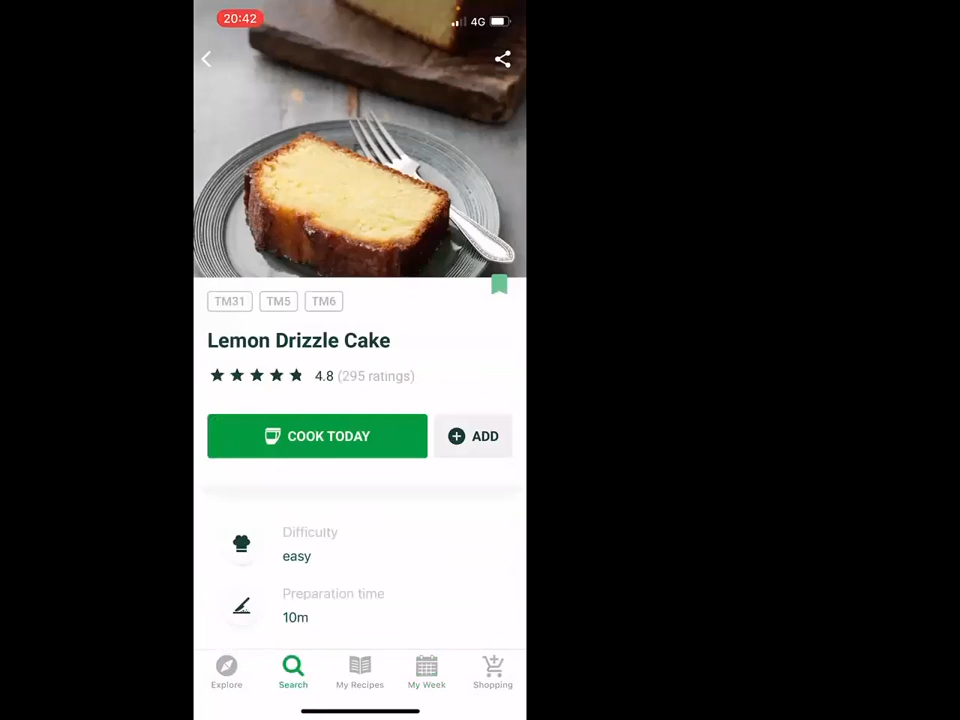 20:42
4G
TM31 TM5 TM6
Lemon Drizzle Cake
4.8 (295 ratings)
COOK TODAY
ADD
Difficulty
easy
Preparation time
10m
Explore Search My Recipes My Week Shopping